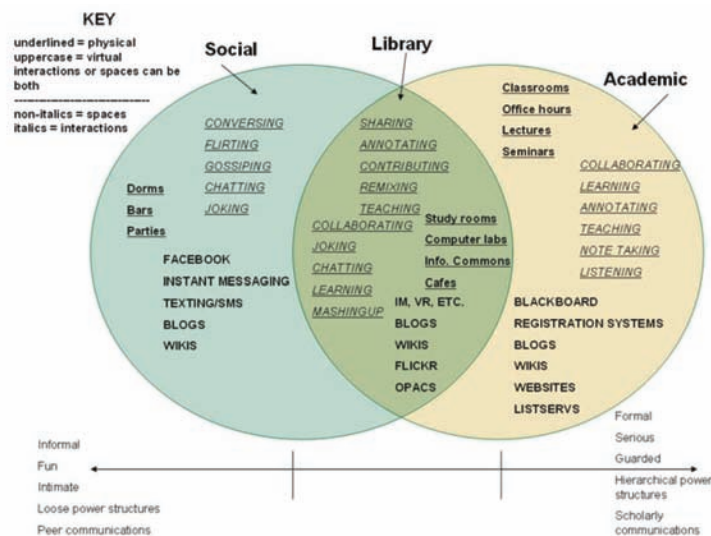 KEY
underlined = physical
uppercase = virtual
interactions or spaces can be
both
------------------------------
non-italics = spaces
italics = interactions
Social
Library
Academic
CONVERSING
FLIRTING
GOSSIPING
CHATTING
JOKING
Dorms
Bars
Parties
FACEBOOK
INSTANT MESSAGING
TEXTING/SMS
BLOGS
WIKIS
SHARING
ANNOTATING
CONTRIBUTING
REMIXING
TEACHING
COLLABORATING
JOKING
CHATTING
LEARNING
MASHINGUP
Study rooms
Computer labs
Info. Commons
Cafes
IM, VR, ETC.
BLOGS
WIKIS
FLICKR
OPACS
Classrooms
Office hours
Lectures
Seminars
COLLABORATING
LEARNING
ANNOTATING
TEACHING
NOTE TAKING
LISTENING
BLACKBOARD
REGISTRATION SYSTEMS
BLOGS
WIKIS
WEBSITES
LISTSERVS
Informal
Fun
Intimate
Loose power structures
Peer communications
Formal
Serious
Guarded
Hierarchical power
structures
Scholarly
communications